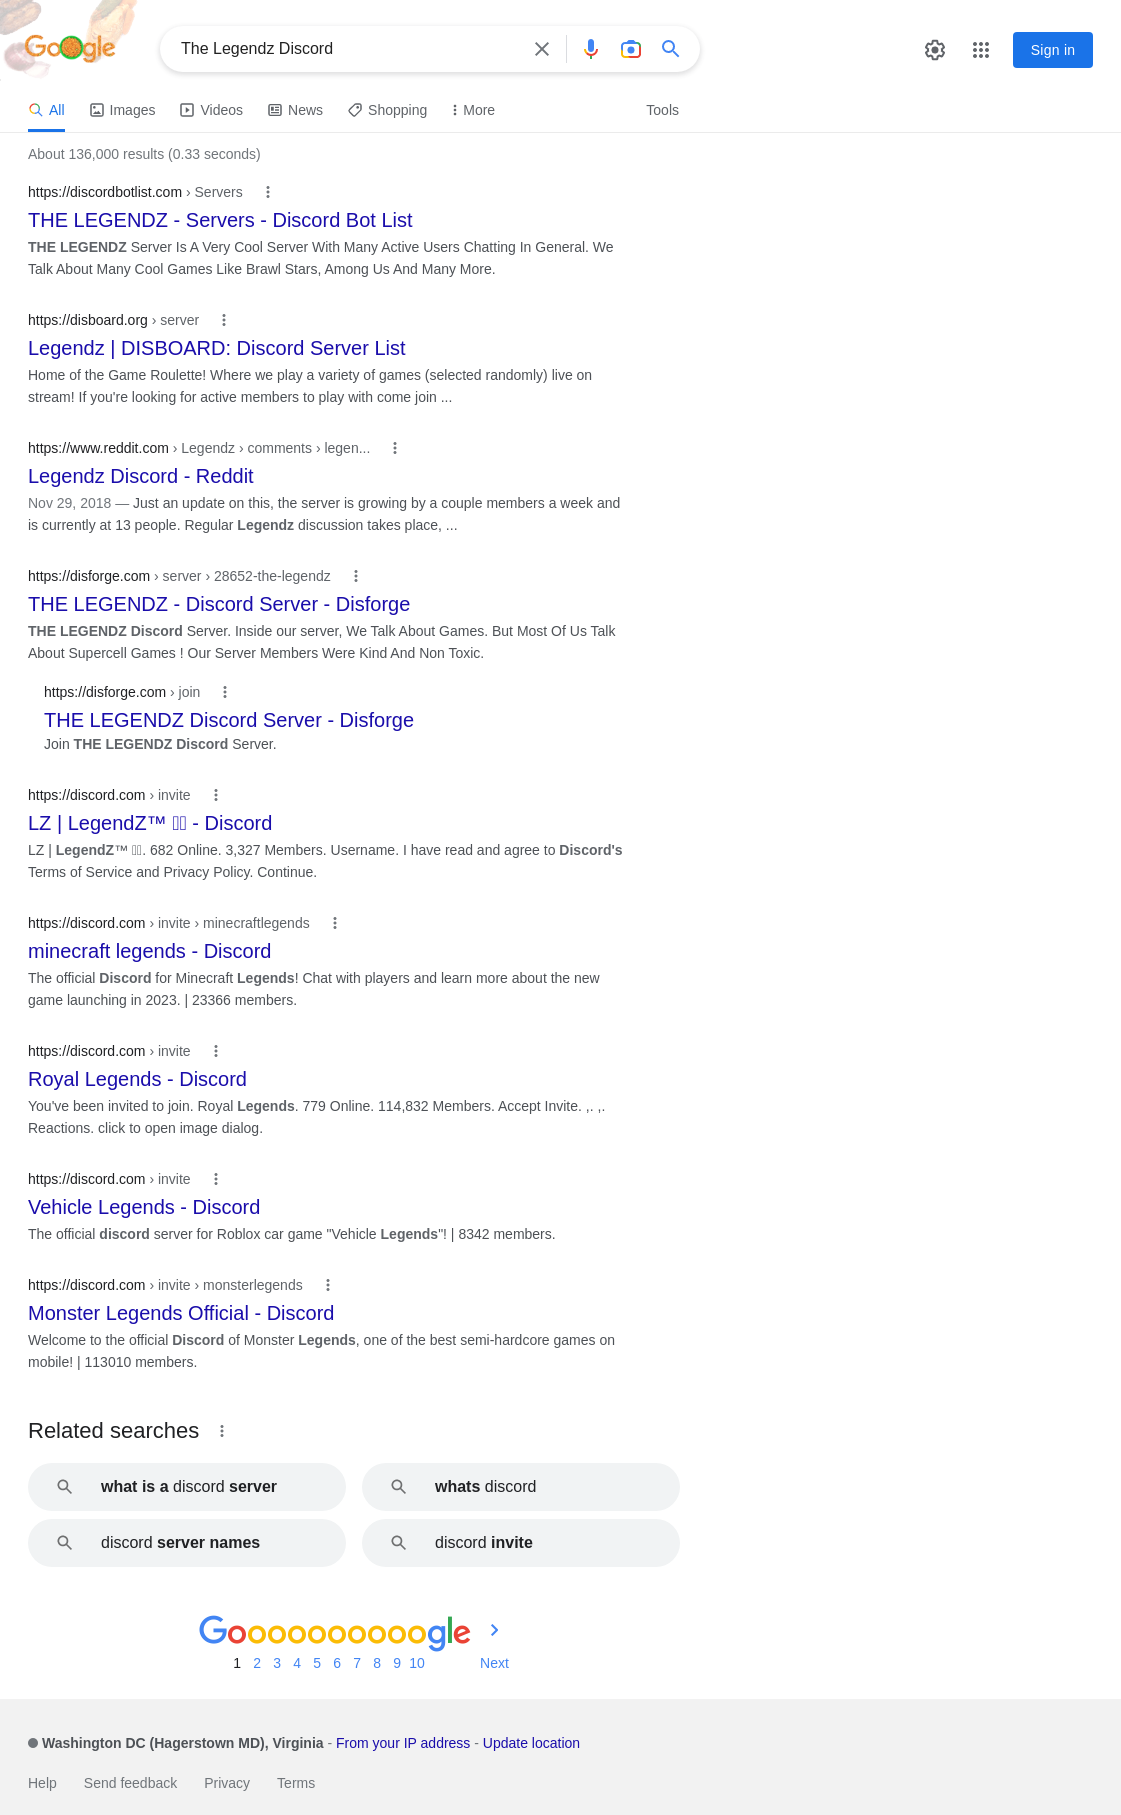 Google
The Legendz Discord
Sign in
All Images Videos News Shopping More Tools
About 136,000 results (0.33 seconds)
https://discordbotlist.com › Servers
THE LEGENDZ - Servers - Discord Bot List
THE LEGENDZ Server Is A Very Cool Server With Many Active Users Chatting In General. We
Talk About Many Cool Games Like Brawl Stars, Among Us And Many More.
https://disboard.org › server
Legendz | DISBOARD: Discord Server List
Home of the Game Roulette! Where we play a variety of games (selected randomly) live on
stream! If you're looking for active members to play with come join ...
https://www.reddit.com › Legendz › comments › legen...
Legendz Discord - Reddit
Nov 29, 2018 — Just an update on this, the server is growing by a couple members a week and
is currently at 13 people. Regular Legendz discussion takes place, ...
https://disforge.com › server › 28652-the-legendz
THE LEGENDZ - Discord Server - Disforge
THE LEGENDZ Discord Server. Inside our server, We Talk About Games. But Most Of Us Talk
About Supercell Games ! Our Server Members Were Kind And Non Toxic.
https://disforge.com › join
THE LEGENDZ Discord Server - Disforge
Join THE LEGENDZ Discord Server.
https://discord.com › invite
LZ | LegendZ™ - Discord
LZ | LegendZ™ . 682 Online. 3,327 Members. Username. I have read and agree to Discord's
Terms of Service and Privacy Policy. Continue.
https://discord.com › invite › minecraftlegends
minecraft legends - Discord
The official Discord for Minecraft Legends! Chat with players and learn more about the new
game launching in 2023. | 23366 members.
https://discord.com › invite
Royal Legends - Discord
You've been invited to join. Royal Legends. 779 Online. 114,832 Members. Accept Invite. ,. ,.
Reactions. click to open image dialog.
https://discord.com › invite
Vehicle Legends - Discord
The official discord server for Roblox car game "Vehicle Legends"! | 8342 members.
https://discord.com › invite › monsterlegends
Monster Legends Official - Discord
Welcome to the official Discord of Monster Legends, one of the best semi-hardcore games on
mobile! | 113010 members.
Related searches
what is a discord server
whats discord
discord server names
discord invite
Goooooooooogle
1 2 3 4 5 6 7 8 9 10 Next
Washington DC (Hagerstown MD), Virginia - From your IP address - Update location
Help Send feedback Privacy Terms